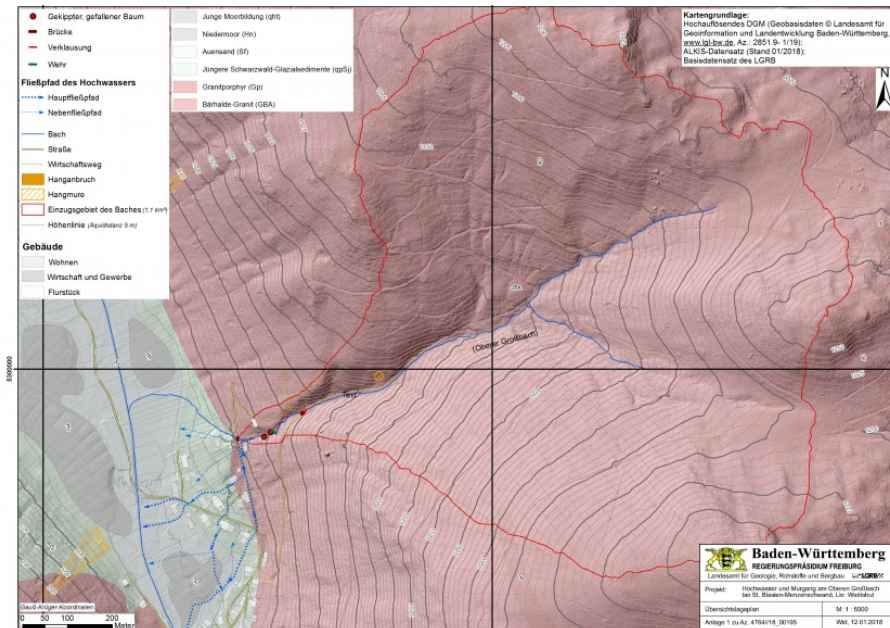 Gekippter, gefallener Baum
Brücke
Verklausung
Wehr
Fließpfad des Hochwassers
Hauptfließpfad
Nebenfließpfad
Bach
Straße
Wirtschaftsweg
Hanganbruch
Hangmure
Einzugsgebiet des Baches (1,1 km²)
Höhenlinie (Äquidistanz 5 m)
Gebäude
Wohnen
Wirtschaft und Gewerbe
Flurstück
Junge Moorbildung (qht)
Niedermoor (Hn)
Auensand (Sf)
Jüngere Schwarzwald-Glazialsedimente (qpSj)
Granitporphyr (Gp)
Bärhalde-Granit (GBA)
Kartengrundlage:
Hochauflösendes DGM (Geobasisdaten © Landesamt für
Geoinformation und Landentwicklung Baden-Württemberg,
www.lgl-bw.de, Az.: 2851.9- 1/19);
ALKIS-Datensatz (Stand 01/2018);
Basisdatensatz des LGRB
N
(Oberer Großbach)
Text
5300000
Gauß-Krüger-Koordinaten
0 50 100 200
Meter
Baden-Württemberg
REGIERUNGSPRÄSIDIUM FREIBURG
Landesamt für Geologie, Rohstoffe und Bergbau LGRB
Projekt: Hochwasser und Murgang am Oberen Großbach
bei St. Blasien-Menzenschwand, Lkr. Waldshut
Übersichtslageplan M: 1 : 5000
Anlage 1 zu Az. 4764//18_00195 Wld, 12.01.2018